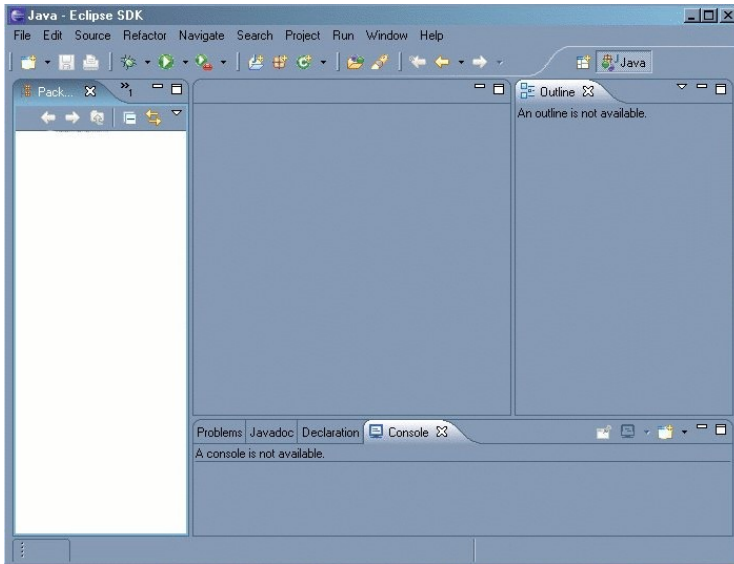 Java - Eclipse SDK
File Edit Source Refactor Navigate Search Project Run Window Help
Java
Pack... »1
Outline
An outline is not available.
Problems Javadoc Declaration Console
A console is not available.